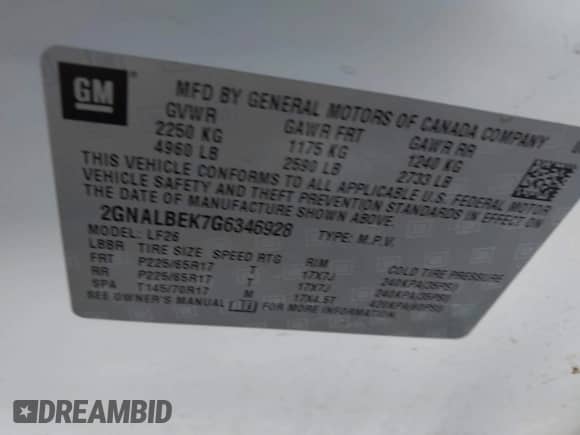 GM
MFD BY GENERAL MOTORS OF CANADA COMPANY
GVWR GAWR FRT GAWR RR
2250 KG 1175 KG 1240 KG
4960 LB 2590 LB 2733 LB
THIS VEHICLE CONFORMS TO ALL APPLICABLE U.S. FEDERAL MOTOR
VEHICLE SAFETY AND THEFT PREVENTION STANDARDS IN EFFECT ON
THE DATE OF MANUFACTURE SHOWN ABOVE.
2GNALBEK7G6346928 TYPE: M.P.V.
MODEL: LF26
LBBR TIRE SIZE SPEED RTG RIM COLD TIRE PRESSURE
FRT P225/65R17 T 17X7J 240KPA(35PSI)
RR P225/65R17 T 17X7J 240KPA(35PSI)
SPA T145/70R17 M 17X4.5T 420KPA(60PSI)
SEE OWNER'S MANUAL FOR MORE INFORMATION
DREAMBID